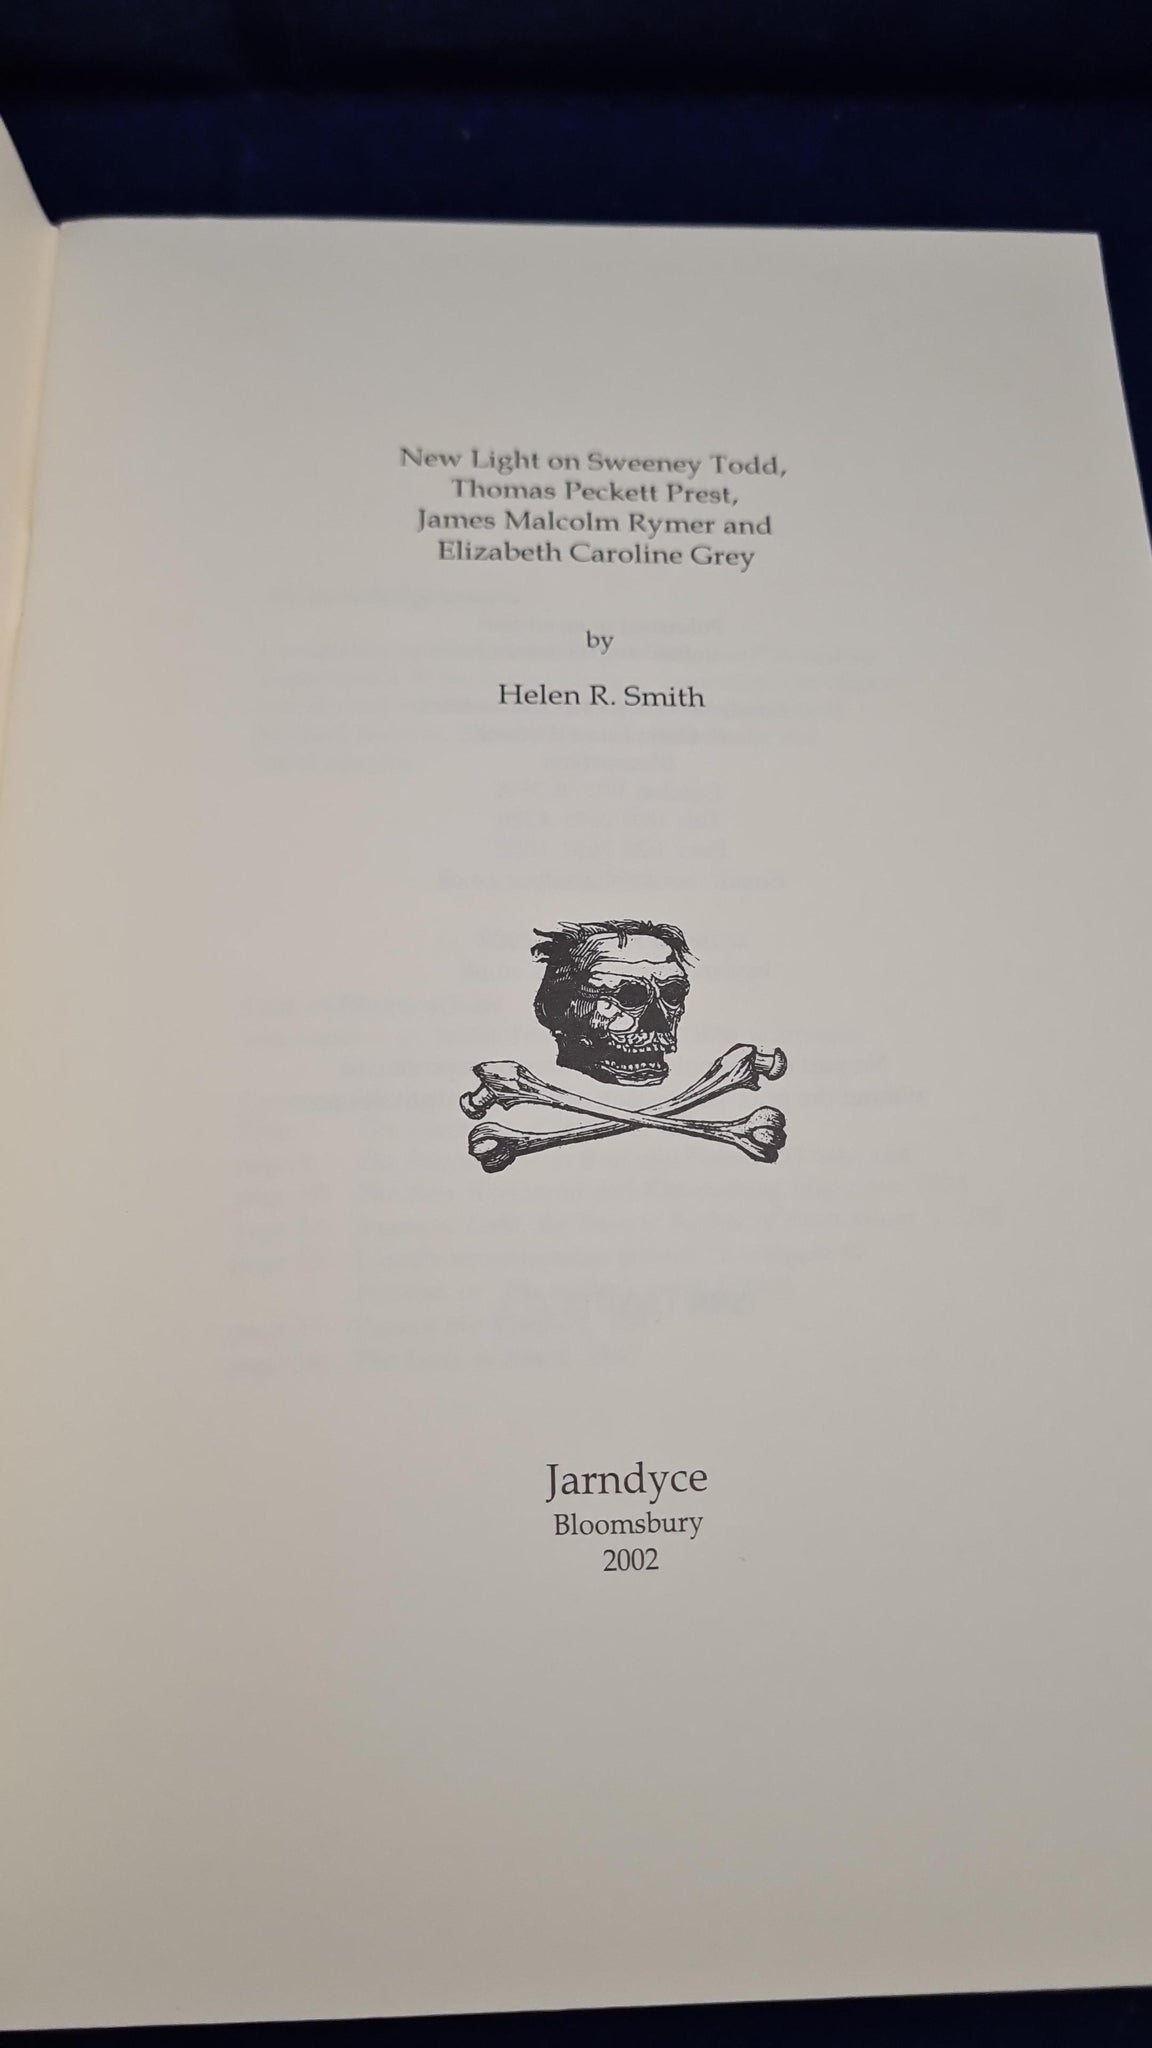 New Light on Sweeney Todd,
Thomas Peckett Prest,
James Malcolm Rymer and
Elizabeth Caroline Grey
by
Helen R. Smith
Jarndyce
Bloomsbury
2002